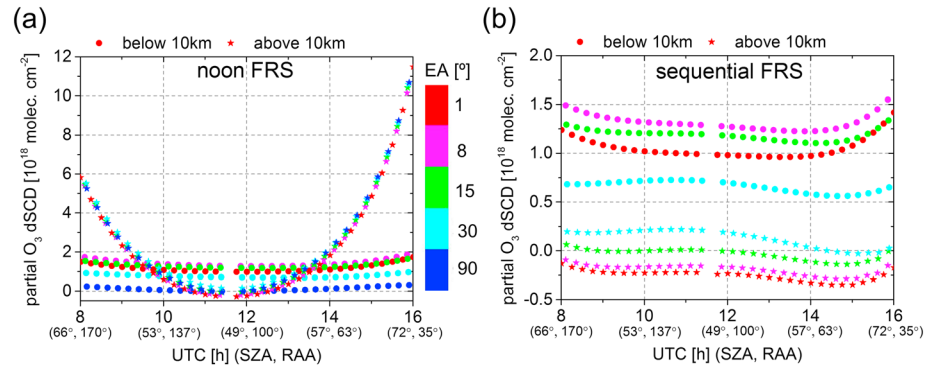 (a)
● below 10km ★ above 10km
noon FRS
partial O₃ dSCD [10¹⁸ molec. cm⁻²]
12
10
8
6
4
2
0
8 10 12 14 16
(66°, 170°) (53°, 137°) (49°, 100°) (57°, 63°) (72°, 35°)
UTC [h] (SZA, RAA)
EA [º]
1
8
15
30
90
(b)
● below 10km ★ above 10km
sequential FRS
partial O₃ dSCD [10¹⁸ molec. cm⁻²]
2.0
1.5
1.0
0.5
0.0
-0.5
8 10 12 14 16
(66°, 170°) (53°, 137°) (49°, 100°) (57°, 63°) (72°, 35°)
UTC [h] (SZA, RAA)